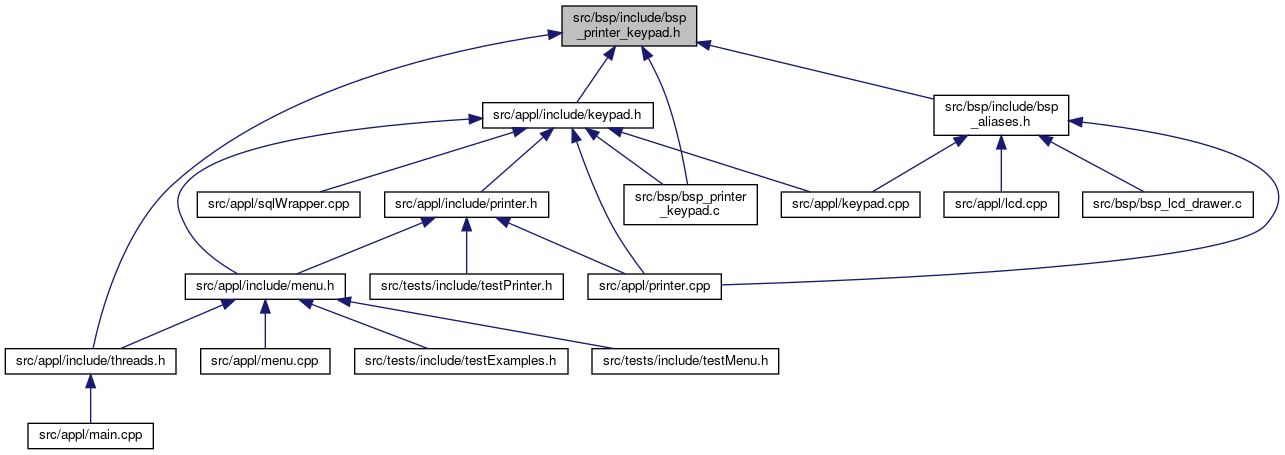 src/bsp/include/bsp
_printer_keypad.h
src/appl/include/keypad.h
src/bsp/include/bsp
_aliases.h
src/appl/sqlWrapper.cpp
src/appl/include/printer.h
src/bsp/bsp_printer
_keypad.c
src/appl/keypad.cpp
src/appl/lcd.cpp
src/bsp/bsp_lcd_drawer.c
src/appl/include/menu.h
src/tests/include/testPrinter.h
src/appl/printer.cpp
src/appl/include/threads.h
src/appl/menu.cpp
src/tests/include/testExamples.h
src/tests/include/testMenu.h
src/appl/main.cpp